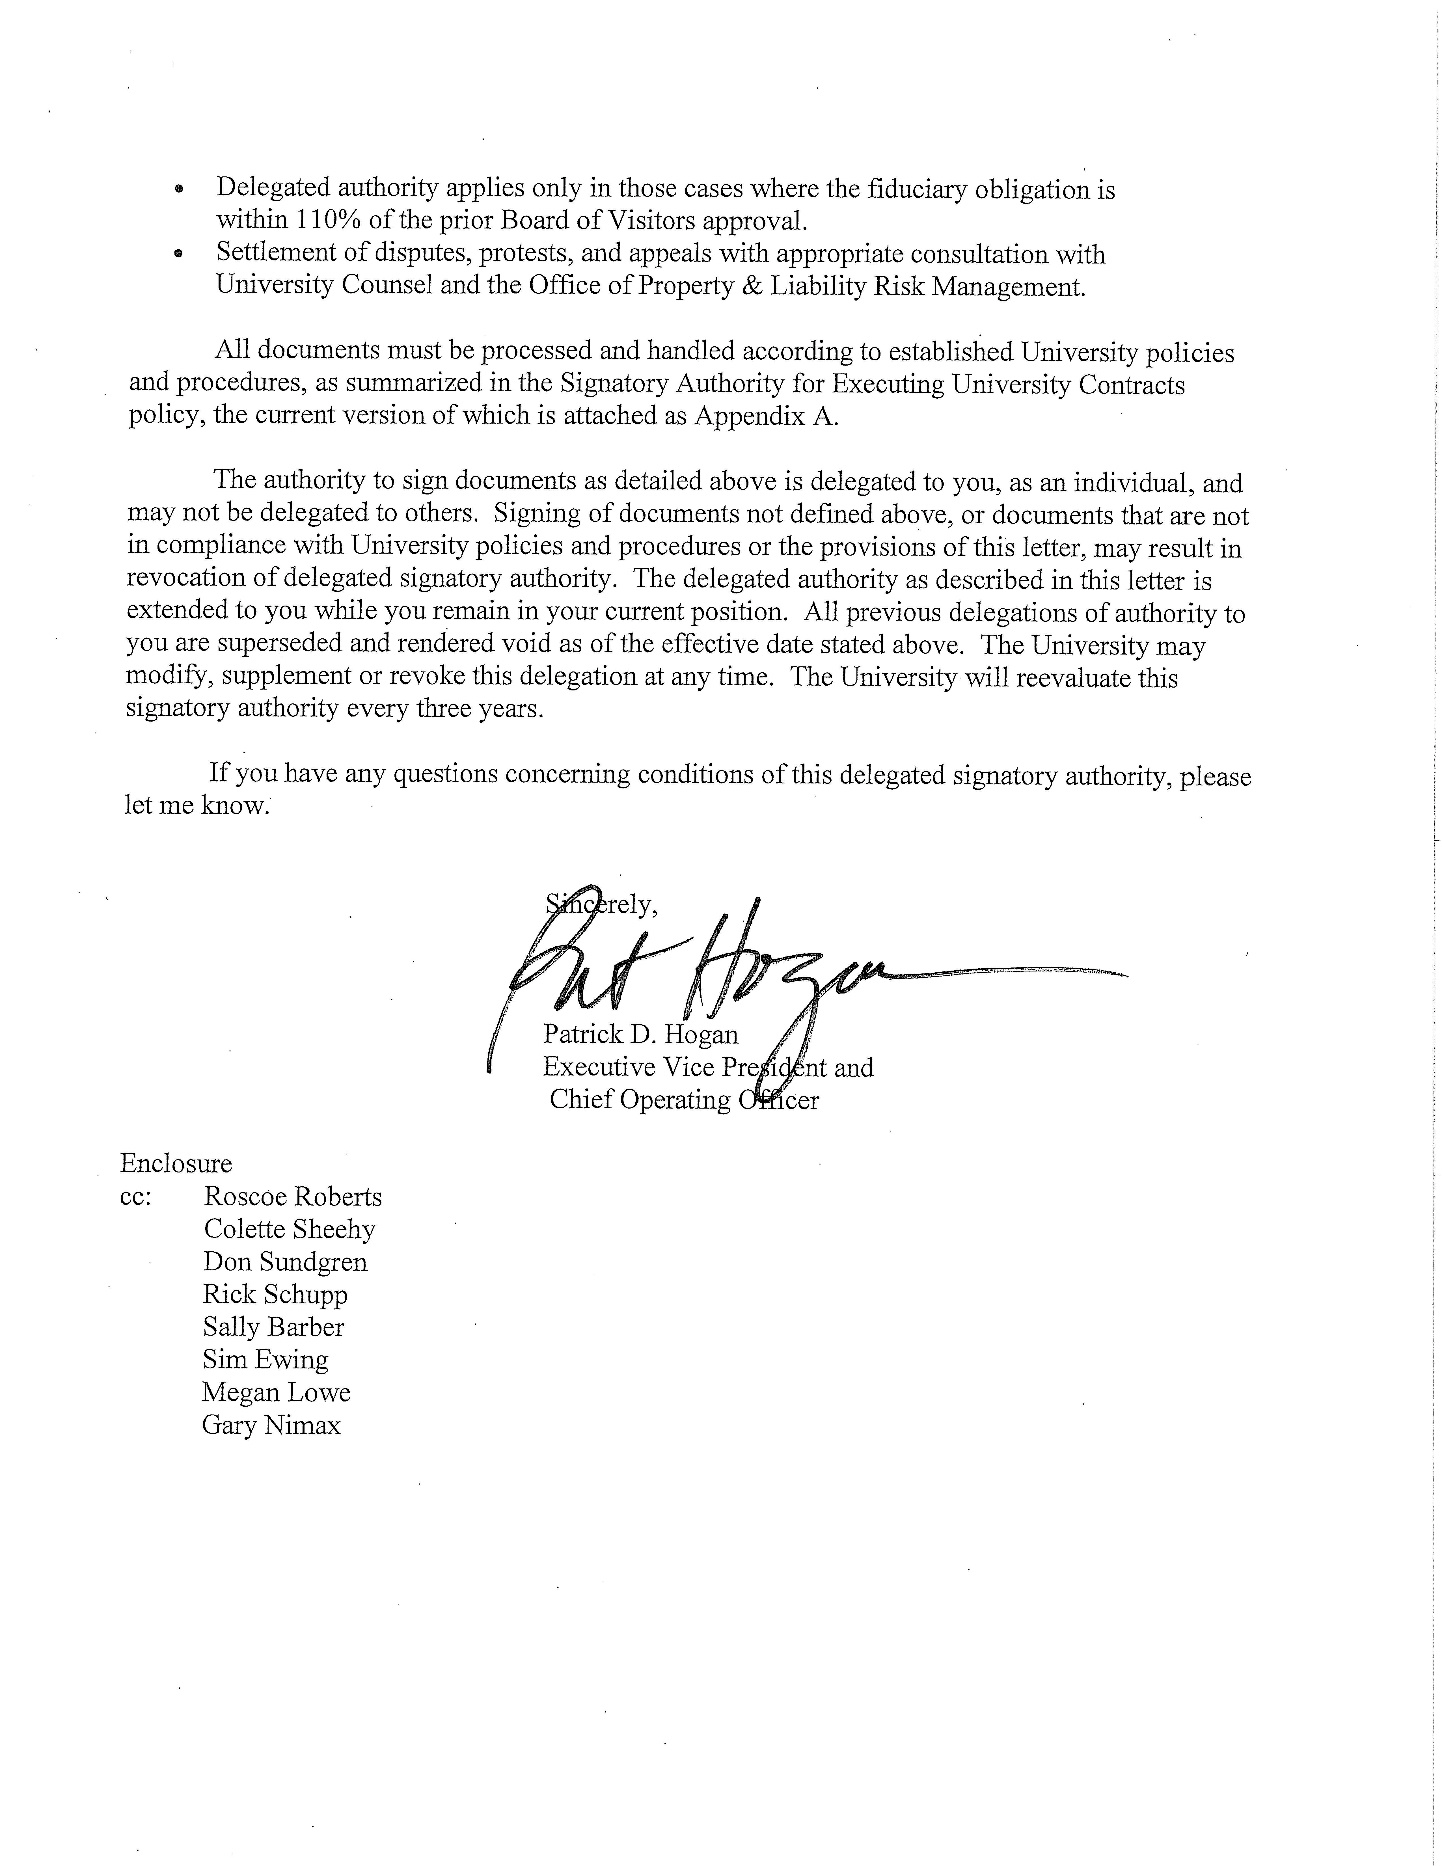 • Delegated authority applies only in those cases where the fiduciary obligation is
within 110% of the prior Board of Visitors approval.
• Settlement of disputes, protests, and appeals with appropriate consultation with
University Counsel and the Office of Property & Liability Risk Management.
All documents must be processed and handled according to established University policies
and procedures, as summarized in the Signatory Authority for Executing University Contracts
policy, the current version of which is attached as Appendix A.
The authority to sign documents as detailed above is delegated to you, as an individual, and
may not be delegated to others. Signing of documents not defined above, or documents that are not
in compliance with University policies and procedures or the provisions of this letter, may result in
revocation of delegated signatory authority. The delegated authority as described in this letter is
extended to you while you remain in your current position. All previous delegations of authority to
you are superseded and rendered void as of the effective date stated above. The University may
modify, supplement or revoke this delegation at any time. The University will reevaluate this
signatory authority every three years.
If you have any questions concerning conditions of this delegated signatory authority, please
let me know.
Sincerely,
Pat Hogan
Patrick D. Hogan
Executive Vice President and
Chief Operating Officer
Enclosure
cc: Roscoe Roberts
Colette Sheehy
Don Sundgren
Rick Schupp
Sally Barber
Sim Ewing
Megan Lowe
Gary Nimax